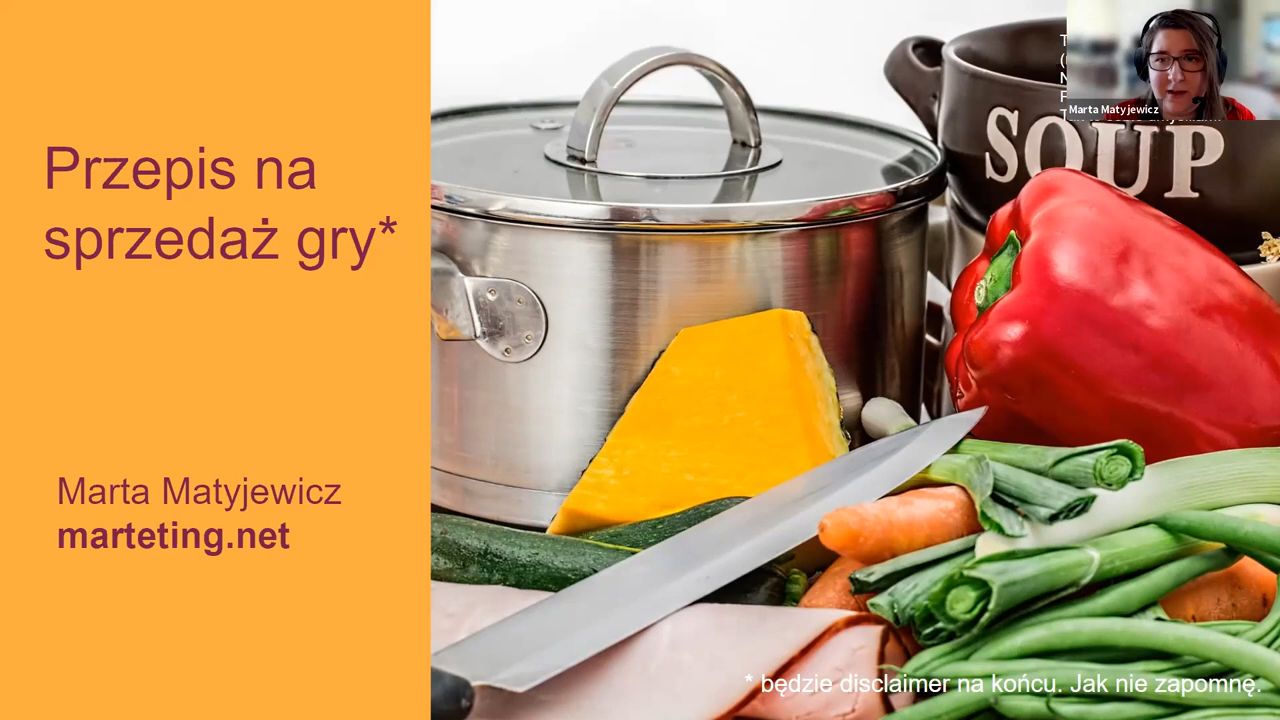 Przepis na
sprzedaż gry*
Marta Matyjewicz
marteting.net
SOUP
Marta Matyjewicz
* będzie disclaimer na końcu. Jak nie zapomnę.